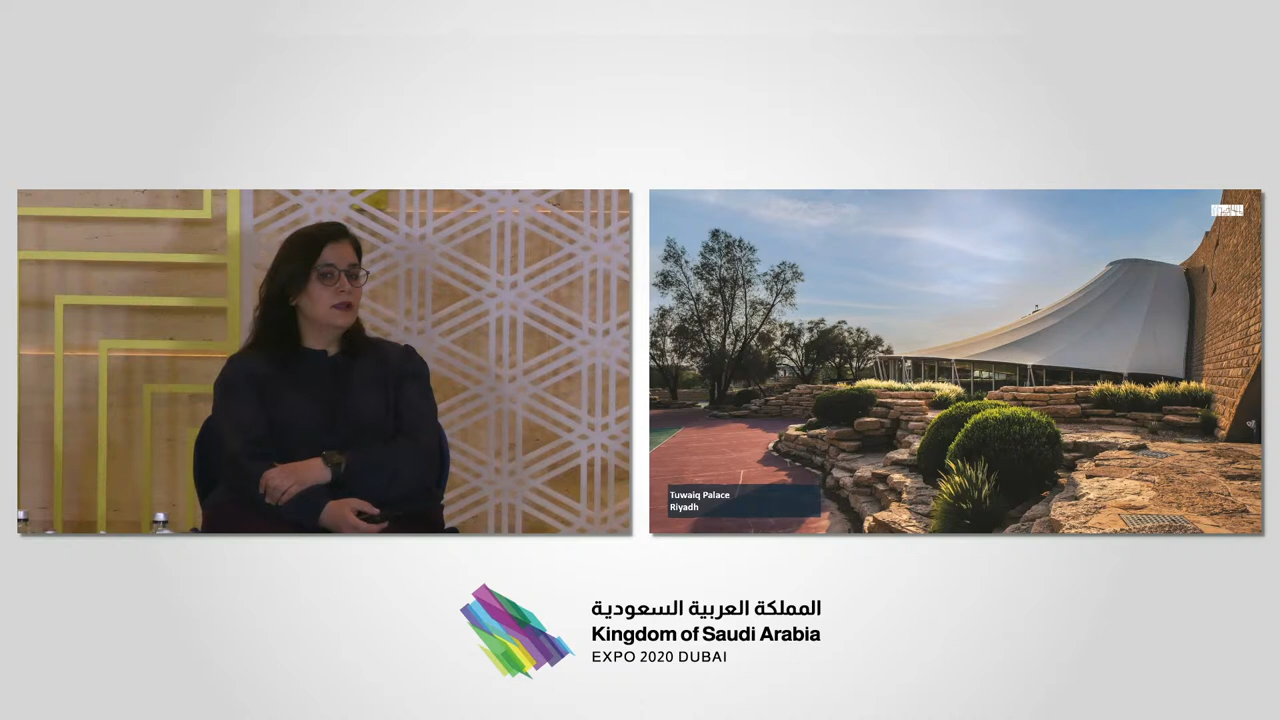 Tuwaiq Palace
Riyadh
المملكة العربية السعودية
Kingdom of Saudi Arabia
EXPO 2020 DUBAI